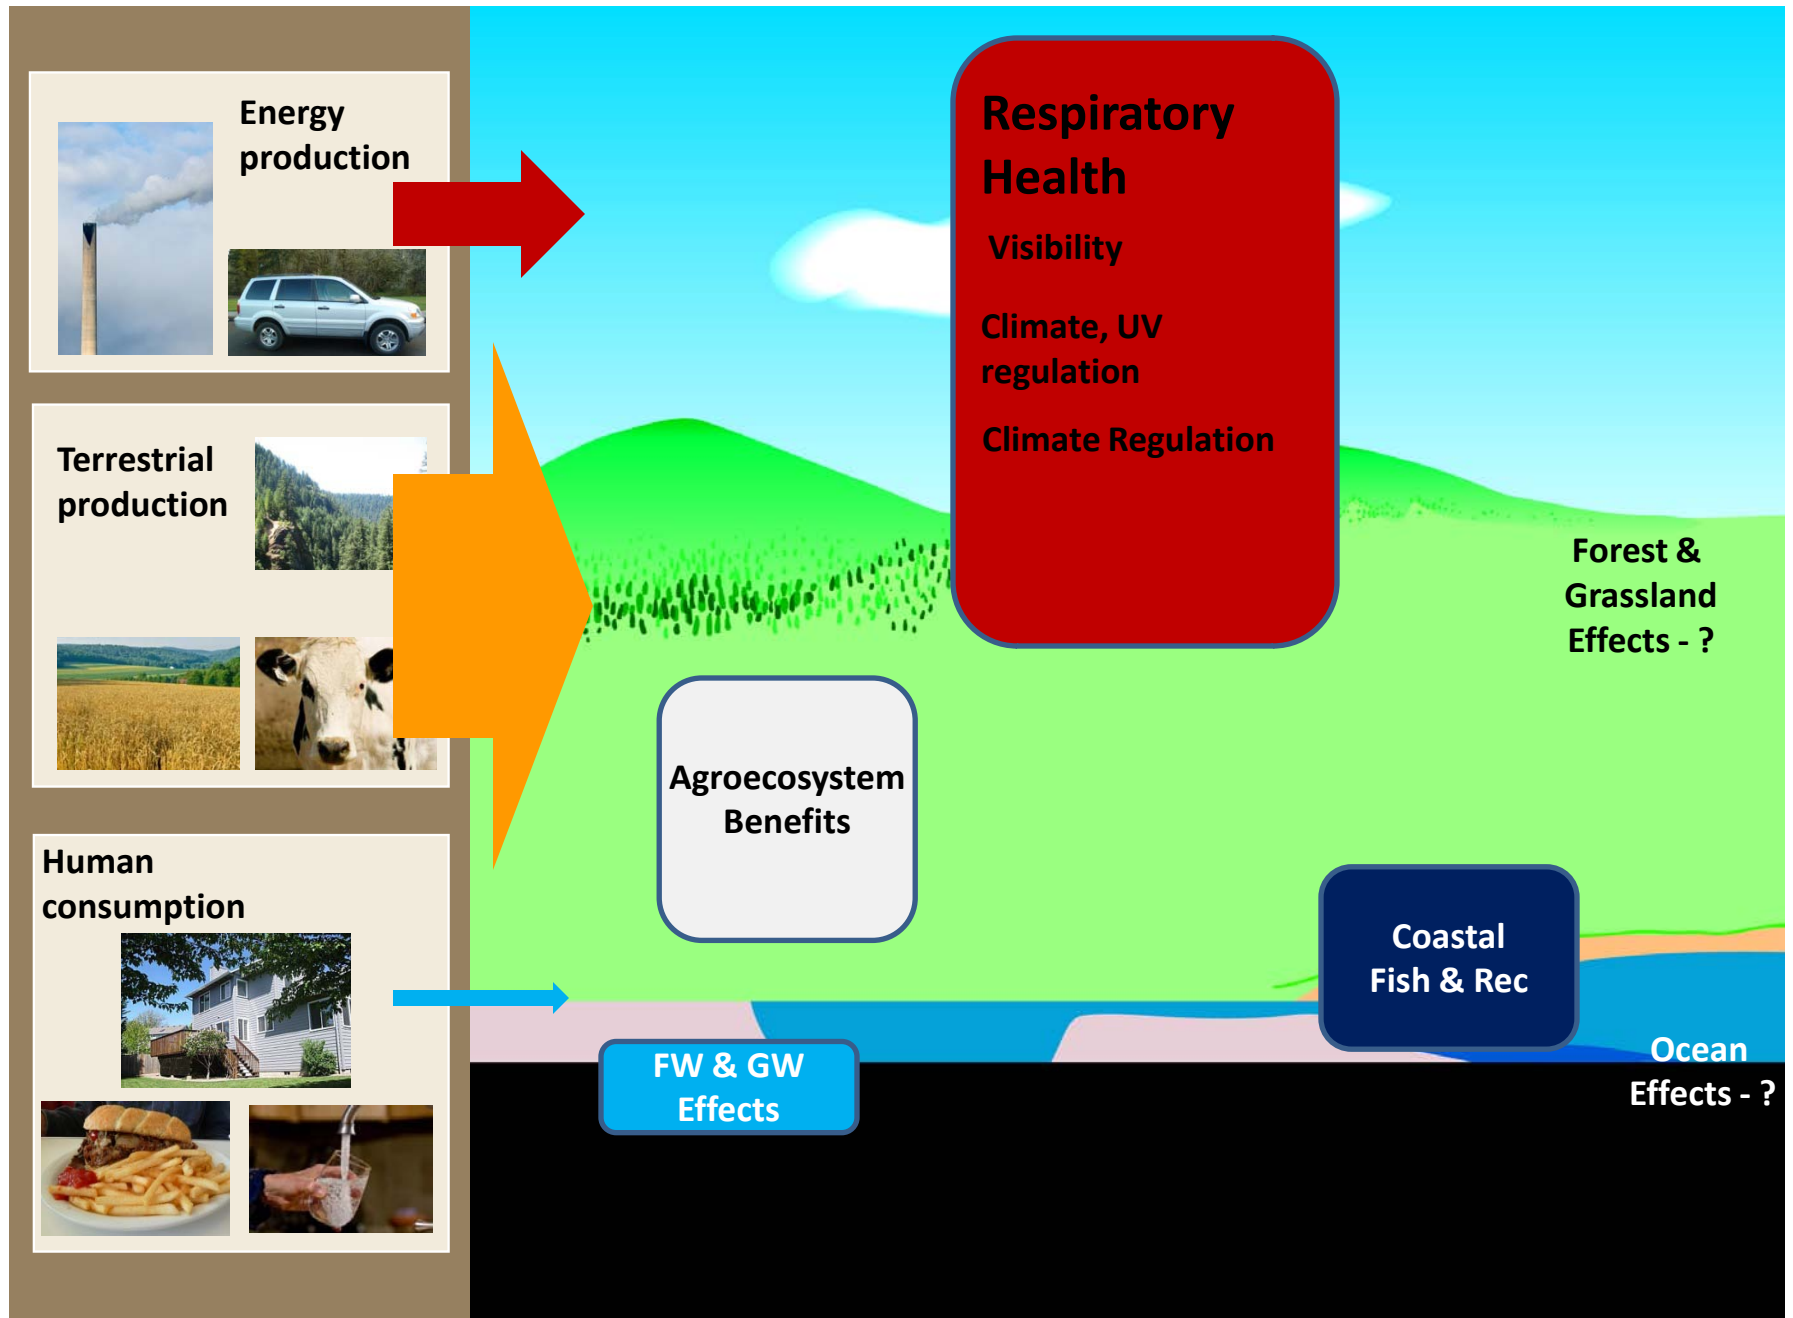 Energy
production
Terrestrial
production
Human
consumption
Respiratory
Health
Visibility
Climate, UV
regulation
Climate Regulation
Forest &
Grassland
Effects - ?
Agroecosystem
Benefits
Coastal
Fish & Rec
FW & GW
Effects
Ocean
Effects - ?